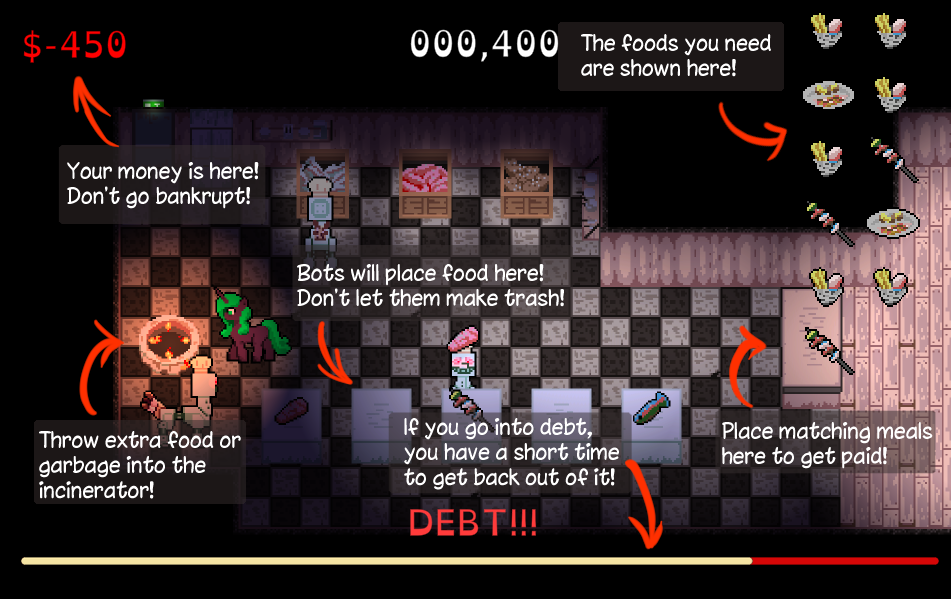 $-450
000,400
The foods you need
are shown here!
Your money is here!
Don't go bankrupt!
Bots will place food here!
Don't let them make trash!
Throw extra food or
garbage into the
incinerator!
If you go into debt,
you have a short time
to get back out of it!
Place matching meals
here to get paid!
DEBT!!!